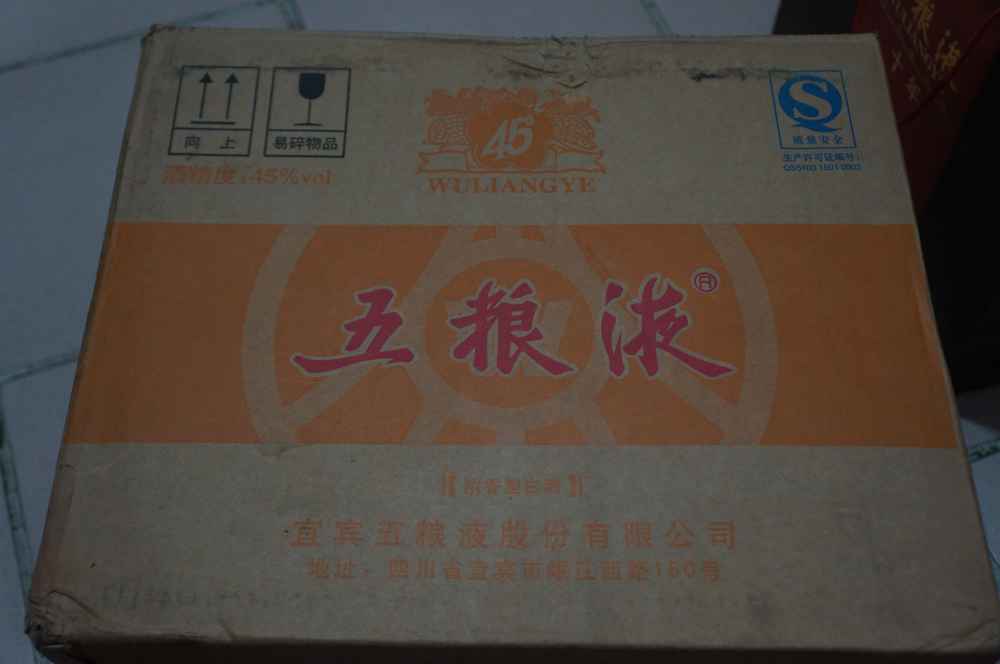 向 上
易碎物品
酒精度:45%vol
45°
WULIANGYE
S
质量安全
生产许可证编号:
QS5103 1501 0003
五粮液®
【浓香型白酒】
宜宾五粮液股份有限公司
地址:四川省宜宾市岷江西路150号